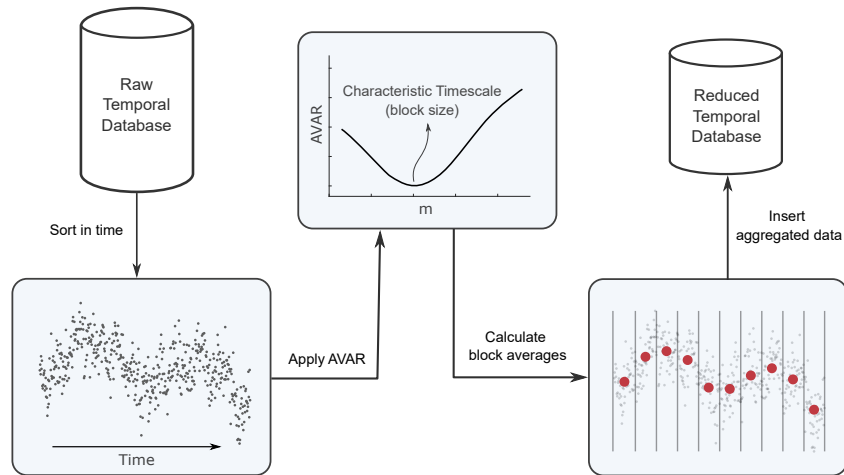 Raw
Temporal
Database
Sort in time
Time
Apply AVAR
AVAR
Characteristic Timescale
(block size)
m
Calculate
block averages
Insert
aggregated data
Reduced
Temporal
Database